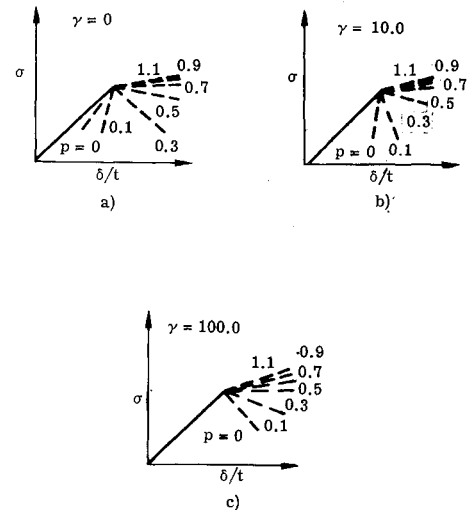 γ = 0
σ
1.1
0.9
0.7
0.5
0.1
p = 0
0.3
δ/t
a)
γ = 10.0
σ
1.1
0.9
0.7
0.5
0.3
p = 0
0.1
δ/t
b)
γ = 100.0
σ
1.1
0.9
0.7
0.5
0.3
0.1
p = 0
δ/t
c)